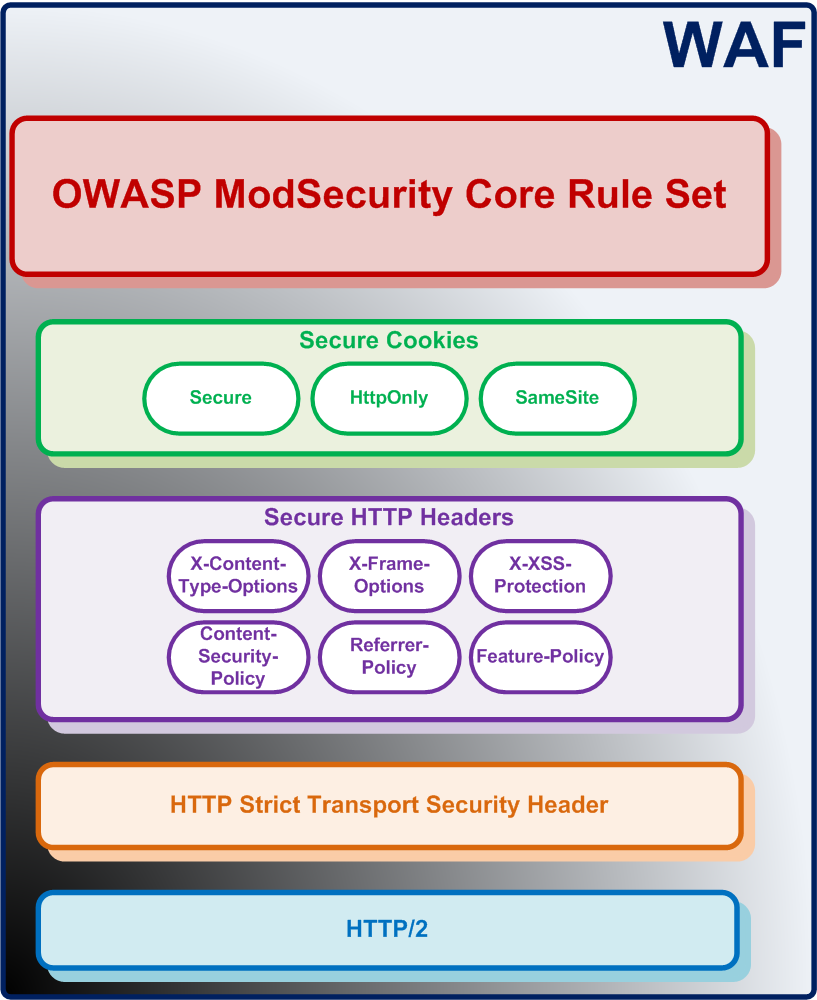 WAF
OWASP ModSecurity Core Rule Set
Secure Cookies
Secure
HttpOnly
SameSite
Secure HTTP Headers
X-Content-
Type-Options
X-Frame-
Options
X-XSS-
Protection
Content-
Security-
Policy
Referrer-
Policy
Feature-Policy
HTTP Strict Transport Security Header
HTTP/2